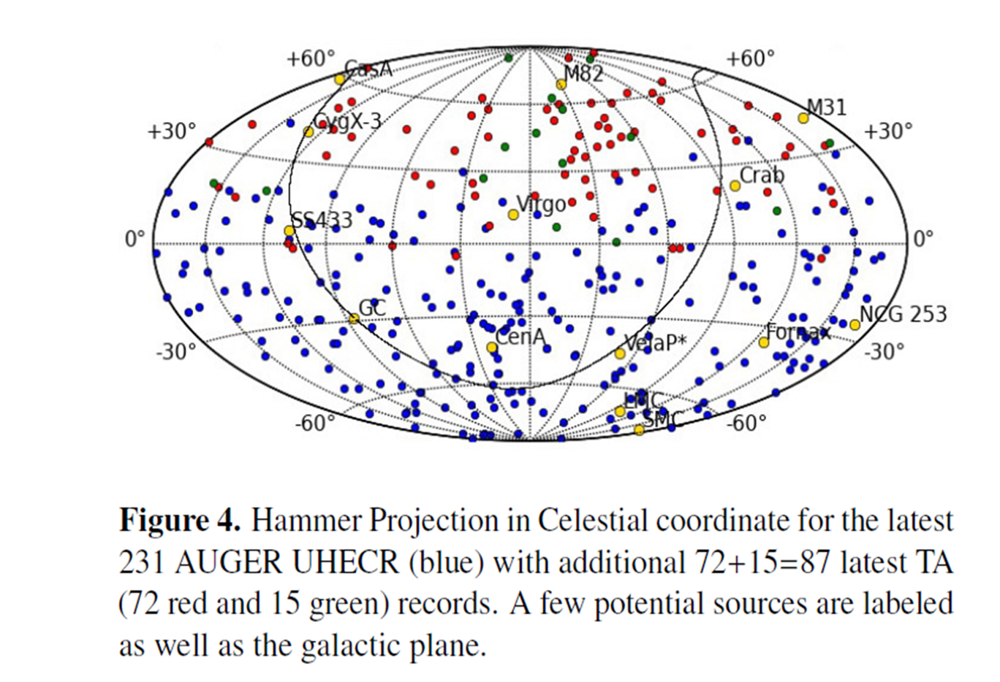 +60° +60°
CasA
M82
M31
CygX-3
+30° +30°
Crab
Virgo
SS433
0° 0°
GC
NCG 253
CenA
VelaP*
Fornax
-30° -30°
LMC
SMC
-60° -60°
Figure 4. Hammer Projection in Celestial coordinate for the latest
231 AUGER UHECR (blue) with additional 72+15=87 latest TA
(72 red and 15 green) records. A few potential sources are labeled
as well as the galactic plane.